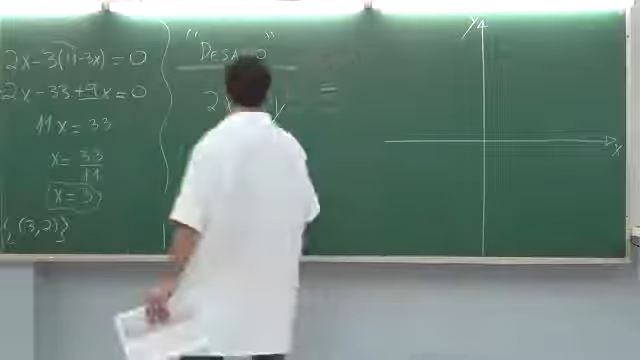 2x-3(11-3x)=0
2x-33+9x=0
11x=33
x=33/11
x=3
{(3,2)}
y
x